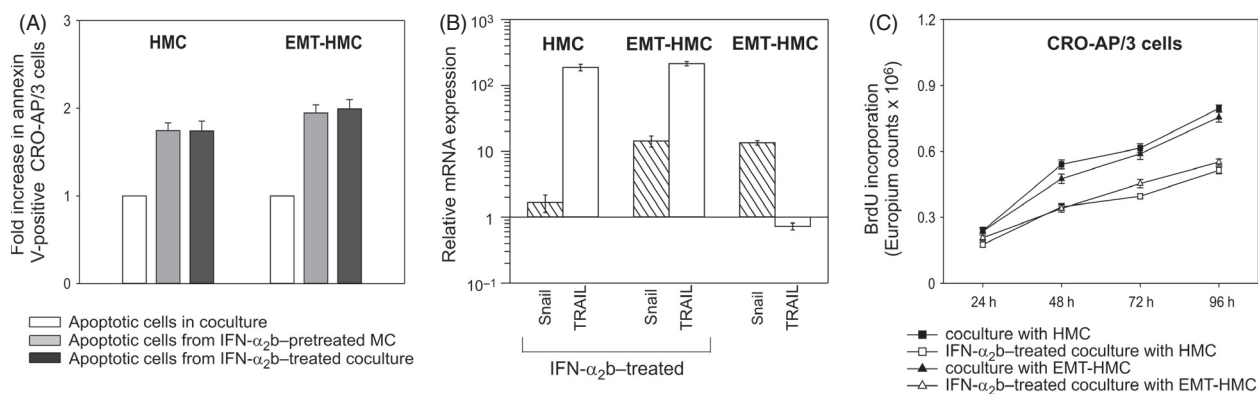 (A)
Fold increase in annexin
V-positive CRO-AP/3 cells
3
2
1
0
HMC
EMT-HMC
Apoptotic cells in coculture
Apoptotic cells from IFN-α₂b–pretreated MC
Apoptotic cells from IFN-α₂b–treated coculture
(B)
Relative mRNA expression
10³
10²
10
1
10⁻¹
HMC
EMT-HMC
EMT-HMC
Snail
TRAIL
Snail
TRAIL
Snail
TRAIL
IFN-α₂b–treated
(C)
BrdU incorporation
(Europium counts x 10⁶)
1.2
0.9
0.6
0.3
0
CRO-AP/3 cells
24 h
48 h
72 h
96 h
coculture with HMC
IFN-α₂b–treated coculture with HMC
coculture with EMT-HMC
IFN-α₂b–treated coculture with EMT-HMC